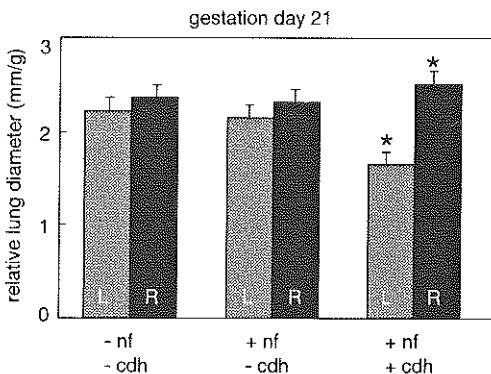 gestation day 21
relative lung diameter (mm/g)
3
2
1
0
*
*
L R L R L R
- nf + nf + nf
- cdh - cdh + cdh